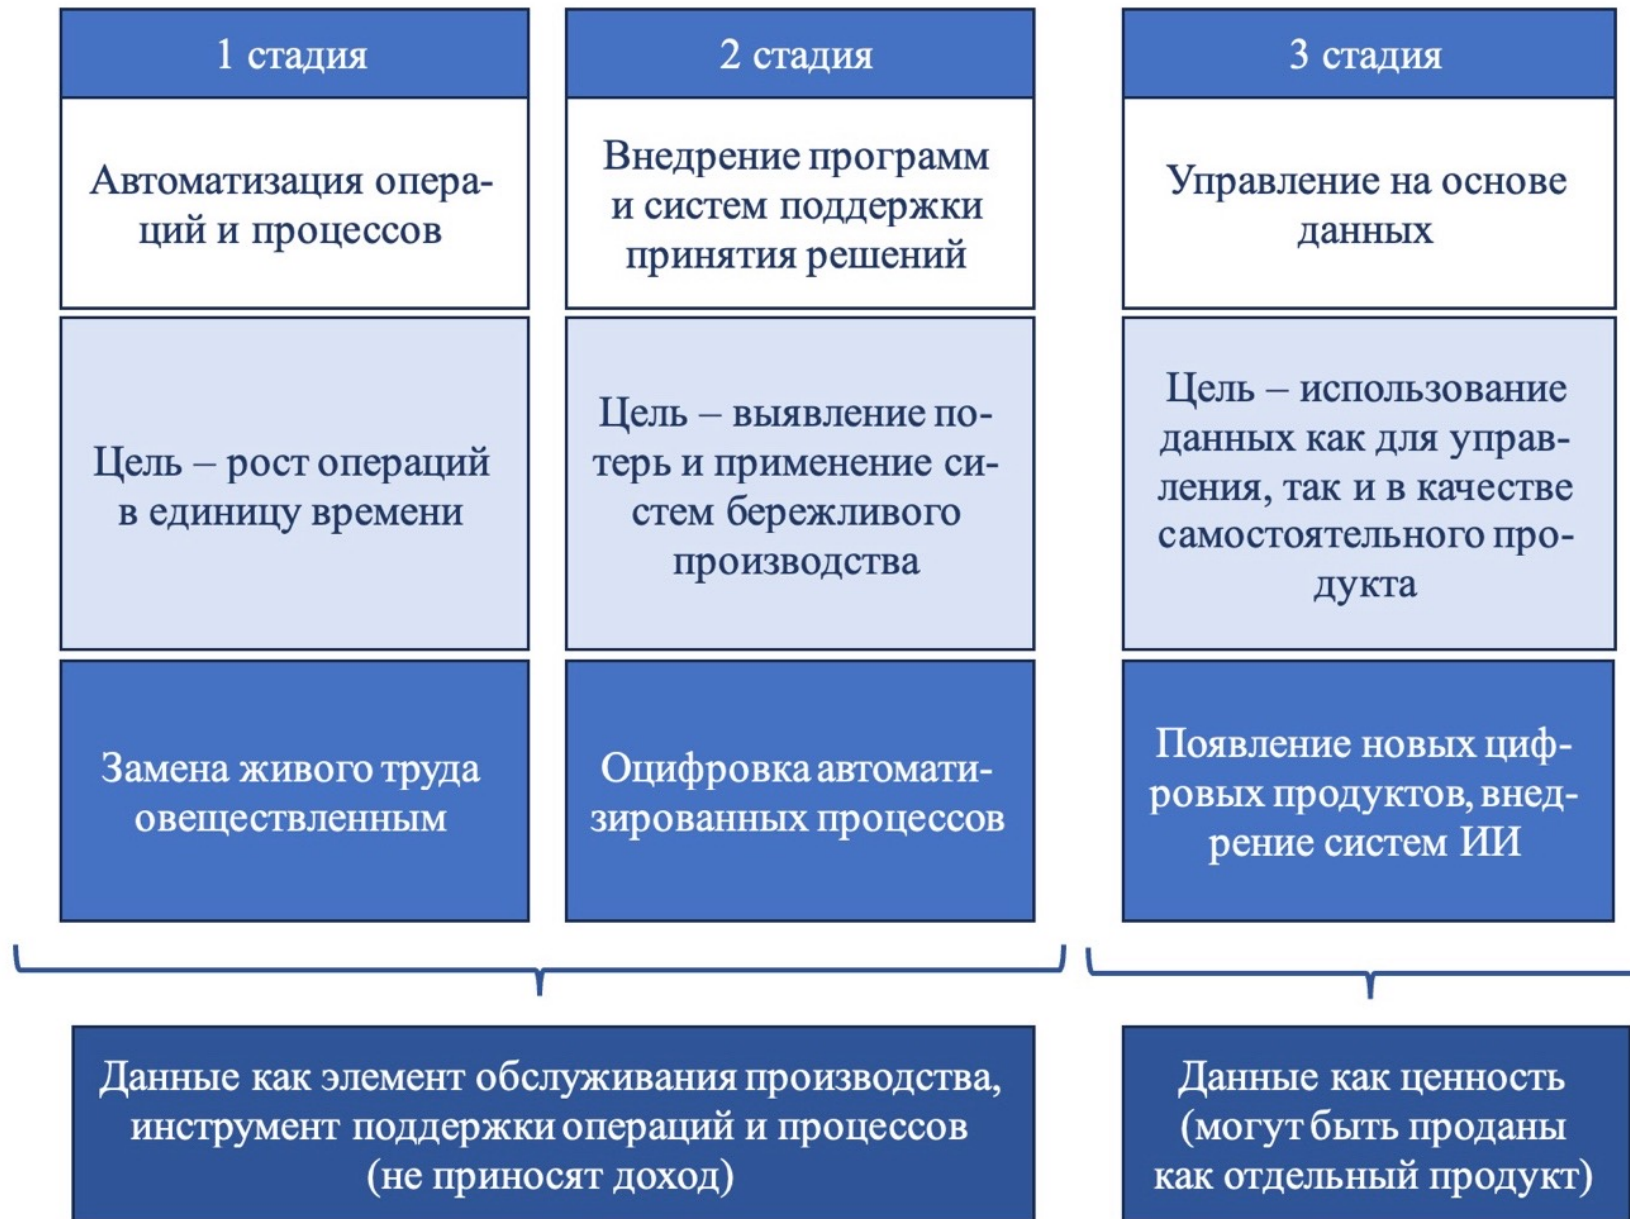 1 стадия
Автоматизация опера-
ций и процессов
Цель – рост операций
в единицу времени
Замена живого труда
овеществленным
2 стадия
Внедрение программ
и систем поддержки
принятия решений
Цель – выявление по-
терь и применение си-
стем бережливого
производства
Оцифровка автомати-
зированных процессов
3 стадия
Управление на основе
данных
Цель – использование
данных как для управ-
ления, так и в качестве
самостоятельного про-
дукта
Появление новых циф-
ровых продуктов, внед-
рение систем ИИ
Данные как элемент обслуживания производства,
инструмент поддержки операций и процессов
(не приносят доход)
Данные как ценность
(могут быть проданы
как отдельный продукт)